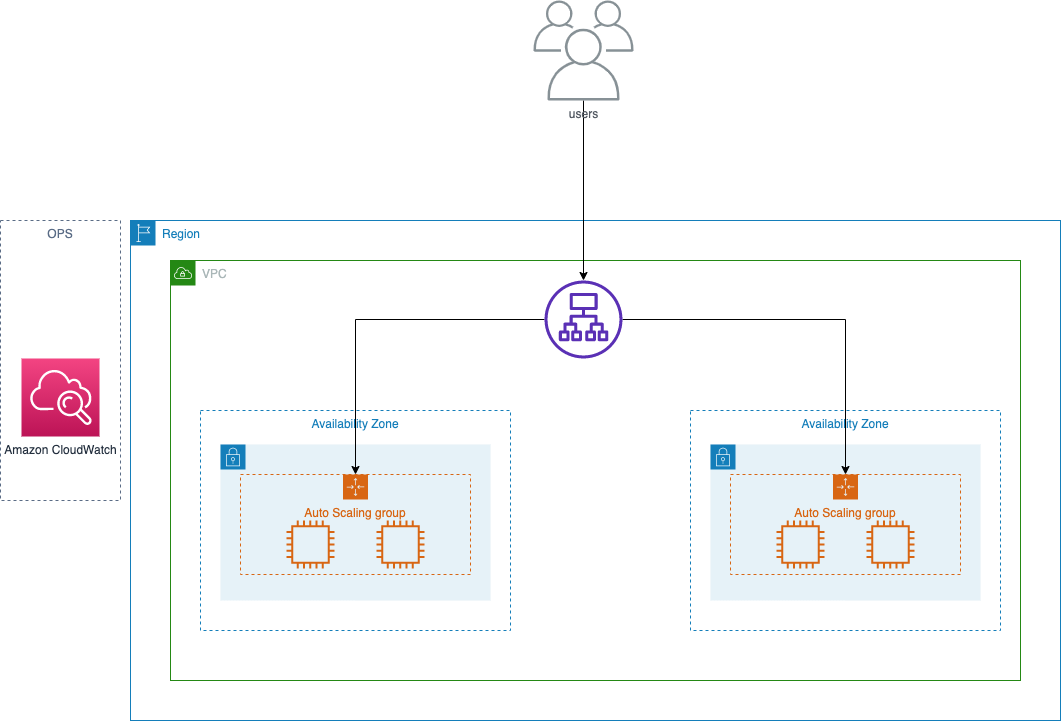 users
OPS
Region
VPC
Availability Zone
Availability Zone
Amazon CloudWatch
Auto Scaling group
Auto Scaling group